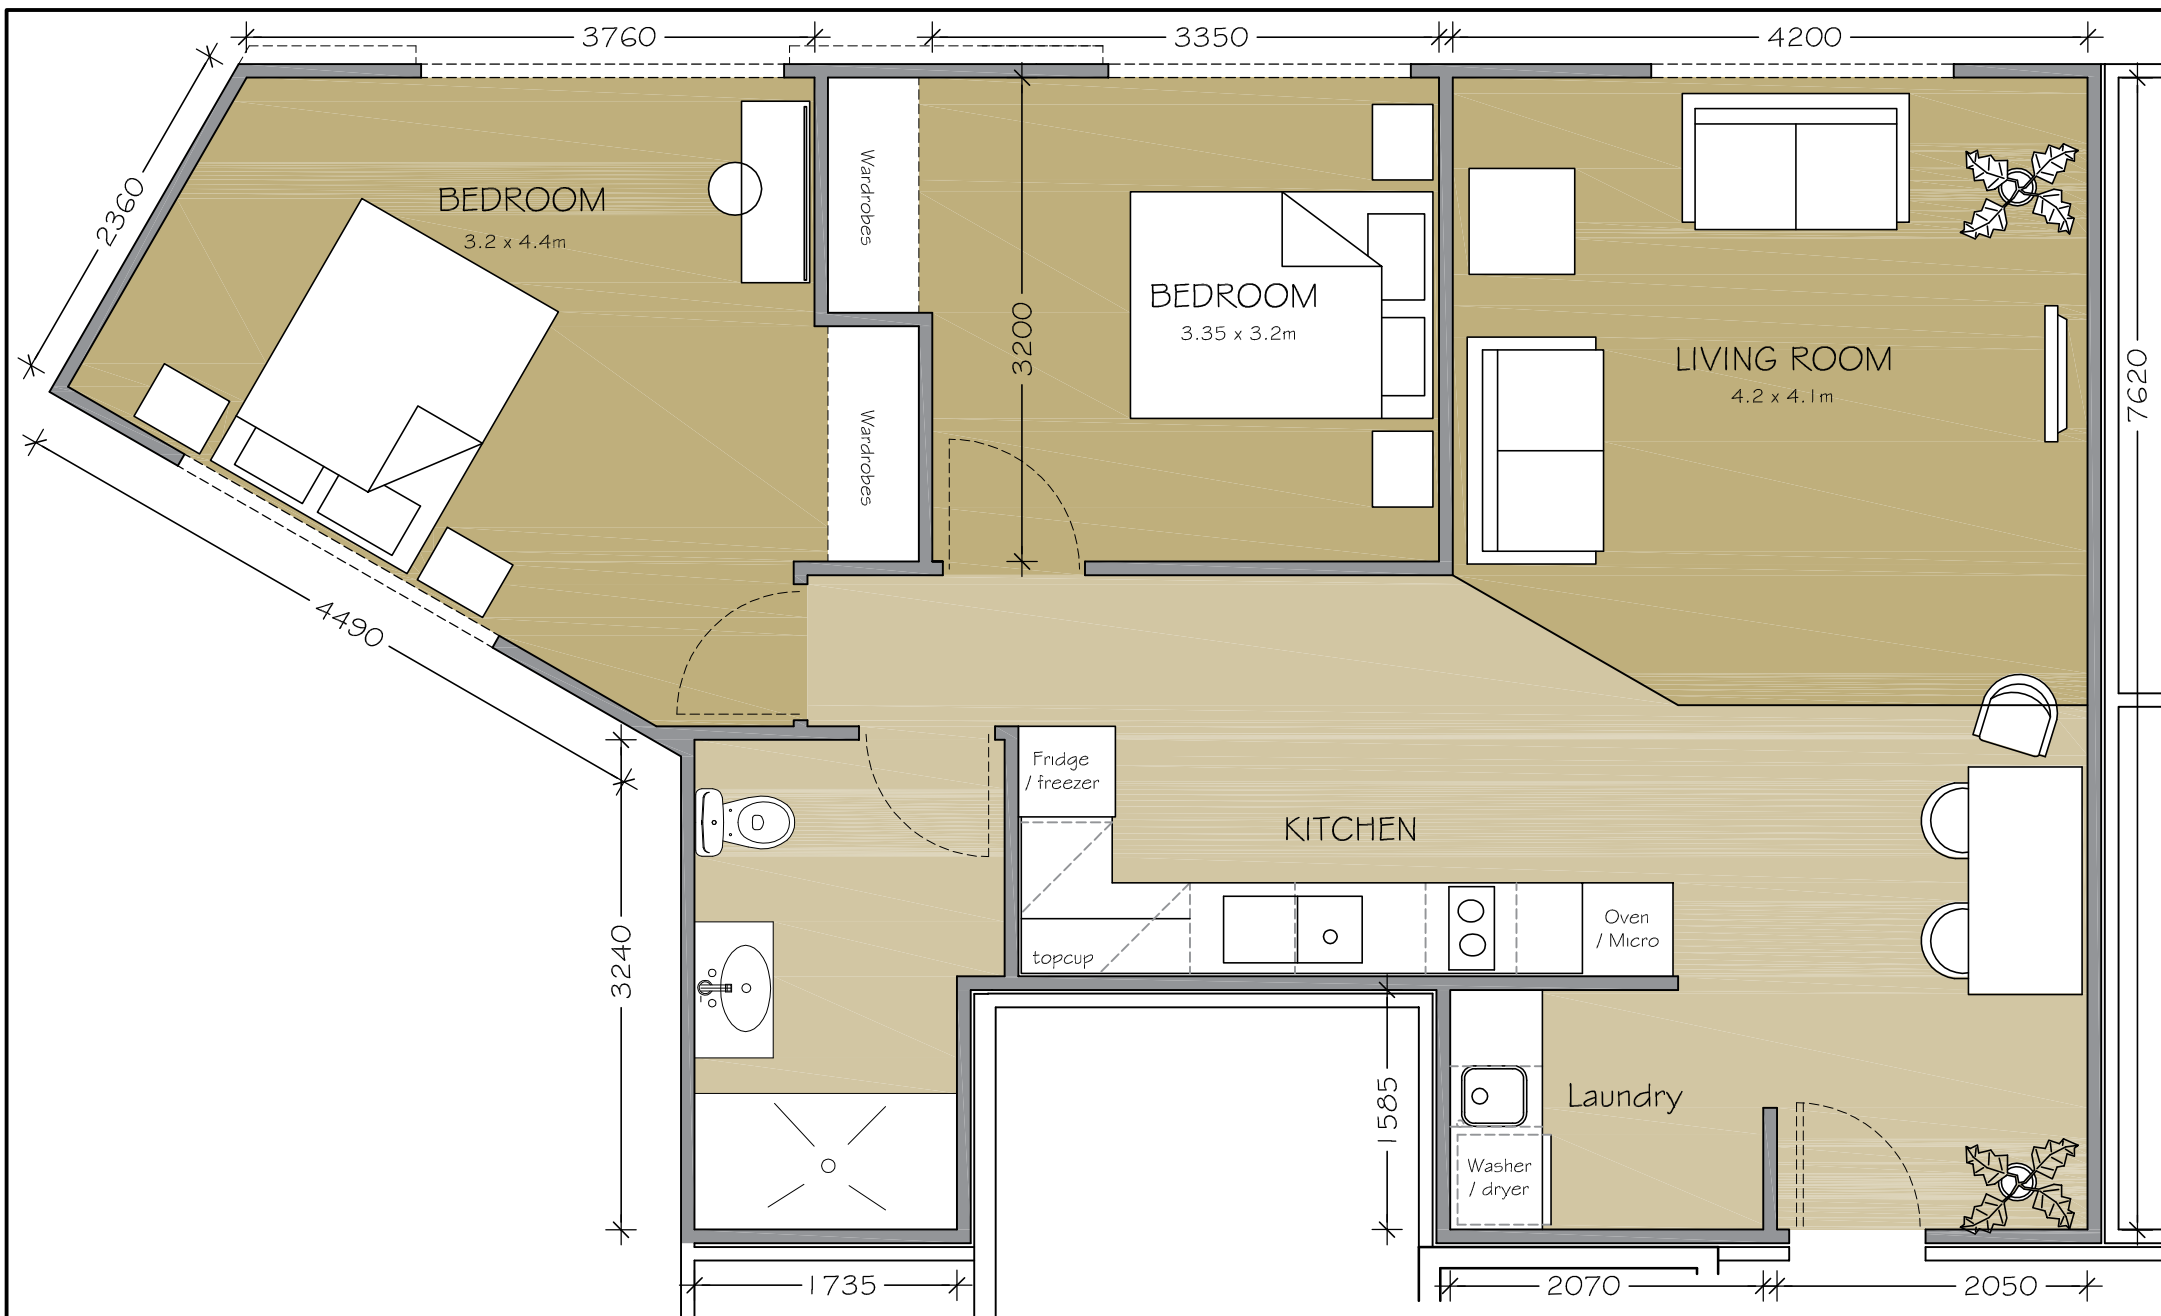 3760
3350
4200
2360
BEDROOM
3.2 x 4.4m
Wardrobes
BEDROOM
3.35 x 3.2m
3200
LIVING ROOM
4.2 x 4.1m
7620
Wardrobes
4490
Fridge
/ freezer
KITCHEN
Oven
/ Micro
topcup
3240
1585
Laundry
Washer
/ dryer
1735
2070
2050